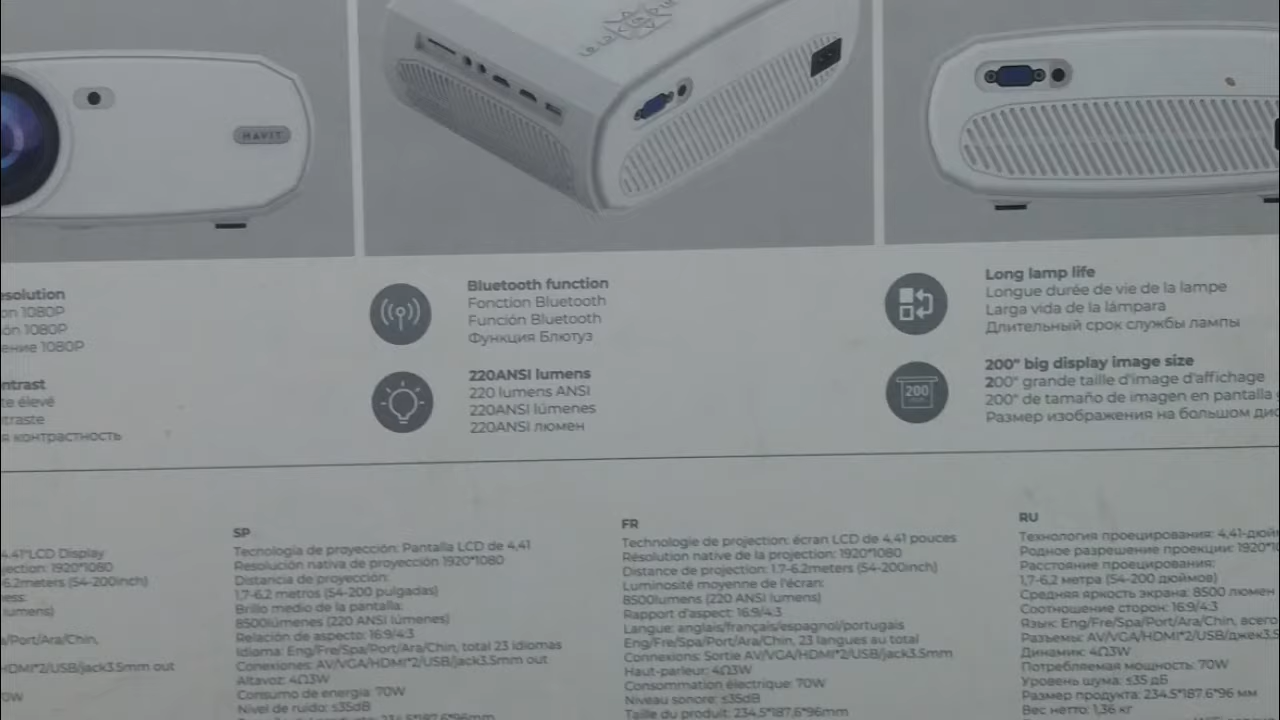 HAVIT
esolution
on 1080P
ón 1080P
ение 1080P
ntrast
te élevé
traste
я контрастность
Bluetooth function
Fonction Bluetooth
Función Bluetooth
Функция Блютуз
220ANSI lumens
220 lumens ANSI
220ANSI lúmenes
220ANSI люмен
Long lamp life
Longue durée de vie de la lampe
Larga vida de la lámpara
Длительный срок службы лампы
200
200" big display image size
200" grande taille d'image d'affichage
200" de tamaño de imagen en pantalla
Размер изображения на большом дис
4.41"LCD Display
jection: 1920*1080
-6.2meters (54-200inch)
ness:
lumens)
a/Port/Ara/Chin,
HDMI*2/USB/jack3.5mm out
0W
SP
Tecnología de proyección: Pantalla LCD de 4,41
Resolución nativa de proyección 1920*1080
Distancia de proyección:
1,7-6.2 metros (54-200 pulgadas)
Brillo medio de la pantalla:
8500lúmenes (220 ANSI lúmenes)
Relación de aspecto: 16:9/4:3
Idioma: Eng/Fre/Spa/Port/Ara/Chin, total 23 idiomas
Conexiones: AV/VGA/HDMI*2/USB/jack3.5mm out
Altavoz: 4Ω3W
Consumo de energía: 70W
Nivel de ruido: ≤35dB
234.5*187.6*96mm
FR
Technologie de projection: écran LCD de 4,41 pouces
Résolution native de la projection: 1920*1080
Distance de projection: 1.7-6.2meters (54-200inch)
Luminosité moyenne de l'écran:
8500lumens (220 ANSI lumens)
Rapport d'aspect: 16:9/4:3
Langue: anglais/français/espagnol/portugais
Eng/Fre/Spa/Port/Ara/Chin, 23 langues au total
Connexions: Sortie AV/VGA/HDMI*2/USB/jack3.5mm
Haut-parleur: 4Ω3W
Consommation électrique: 70W
Niveau sonore: ≤35dB
Taille du produit: 234.5*187.6*96mm
RU
Технология проецирования: 4,41-дюй
Родное разрешение проекции: 1920*1
Расстояние проецирования:
1,7-6,2 метра (54-200 дюймов)
Средняя яркость экрана: 8500 люмен
Соотношение сторон: 16:9/4:3
Язык: Eng/Fre/Spa/Port/Ara/Chin, всего
Разъемы: AV/VGA/HDMI*2/USB/джек3.5
Динамик: 4Ω3W
Потребляемая мощность: 70W
Уровень шума: ≤35 дБ
Размер продукта: 234.5*187.6*96 мм
Вес нетто: 1,36 кг